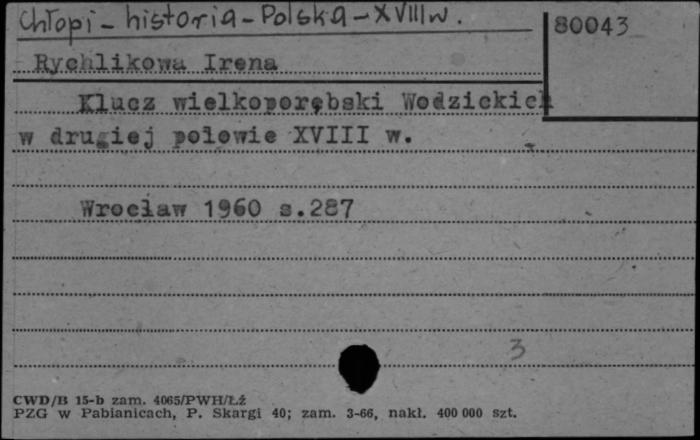 Chłopi - historia - Polska - XVIII w.
80043
Rychlikowa Irena
Klucz wielkoporębski Wodzickich
w drugiej połowie XVIII w.
Wrocław 1960 s.287
3
CWD/B 15-b zam. 4065/PWH/Łź
PZG w Pabianicach, P. Skargi 40; zam. 3-66, nakł. 400 000 szt.